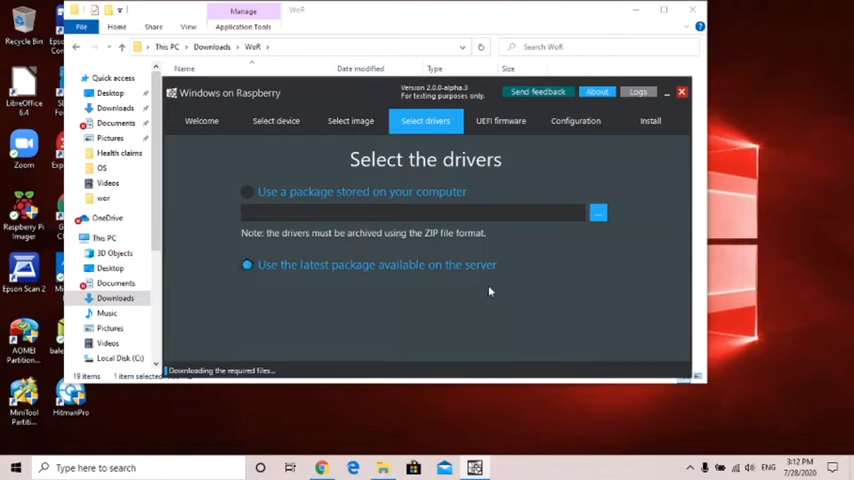 Manage
WoR
File
Home
Share
View
Application Tools
This PC
Downloads
WoR
Search WoR
Name
Date modified
Type
Size
Recycle Bin
LibreOffice
6.4
Zoom
Raspberry
Pi Imager
Epson Scan 2
AOMEI
Partition...
MiniTool
Partiti...
HitmanPro
Quick access
Desktop
Downloads
Documents
Pictures
Health claims
OS
Videos
wor
OneDrive
This PC
3D Objects
Desktop
Documents
Downloads
Music
Pictures
Videos
Local Disk (C:)
19 items
1 item selected
Windows on Raspberry
Version 2.0.0-alpha.3
For testing purposes only.
Send feedback
About
Logs
Welcome
Select device
Select image
Select drivers
UEFI firmware
Configuration
Install
Select the drivers
Use a package stored on your computer
...
Note: the drivers must be archived using the ZIP file format.
Use the latest package available on the server
Downloading the required files...
Type here to search
ENG
3:12 PM
7/28/2020